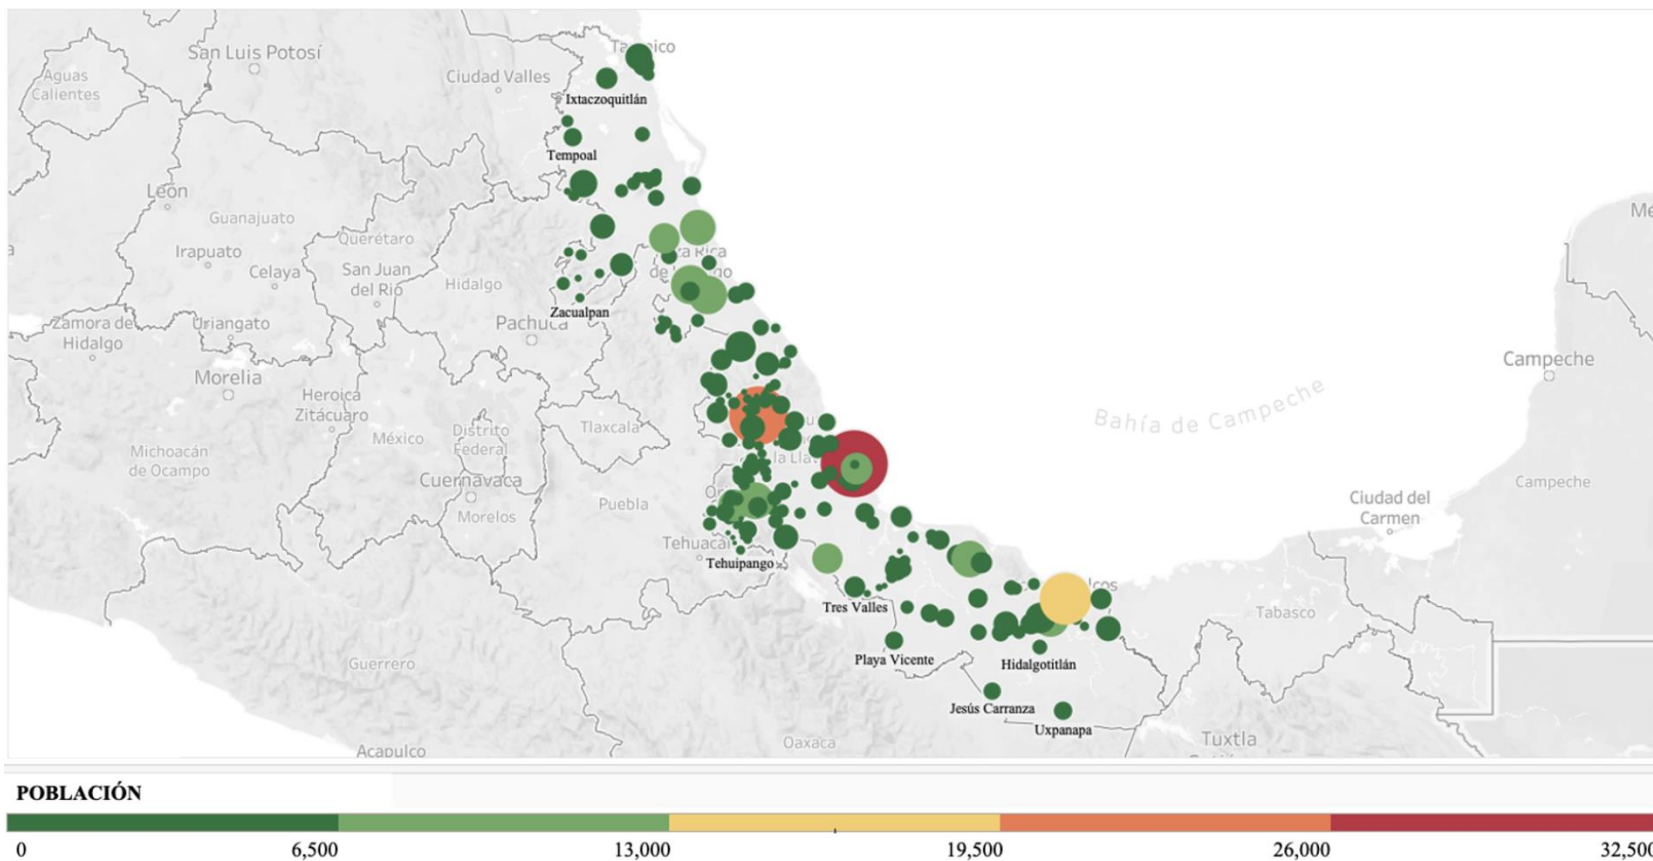 San Luis Potosí
Ciudad Valles
Aguas
Calientes
Ixtaczoquitlán
Tempoal
León
Guanajuato
Irapuato
Querétaro
Celaya
San Juan
del Río
Hidalgo
Zacualpan
Pachuca
Zamora de
Hidalgo
Uriangato
Morelia
Heroica
Zitácuaro
México
Distrito
Federal
Tlaxcala
Michoacán
de Ocampo
Cuernavaca
Morelos
Puebla
Bahía de Campeche
Campeche
Campeche
Ciudad del
Carmen
Tehuacán
Tehuipango
Tres Valles
Playa Vicente
Hidalgotitlán
Jesús Carranza
Uxpanapa
Guerrero
Tabasco
Acapulco
Oaxaca
Tuxtla
POBLACIÓN
0 6,500 13,000 19,500 26,000 32,500